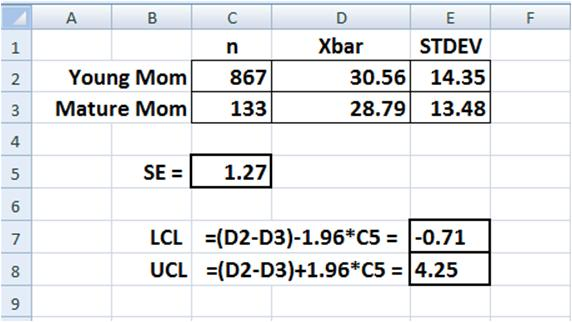 A B C D E F
1 n Xbar STDEV
2 Young Mom 867 30.56 14.35
3 Mature Mom 133 28.79 13.48
4
5 SE = 1.27
6
7 LCL =(D2-D3)-1.96*C5 = -0.71
8 UCL =(D2-D3)+1.96*C5 = 4.25
9